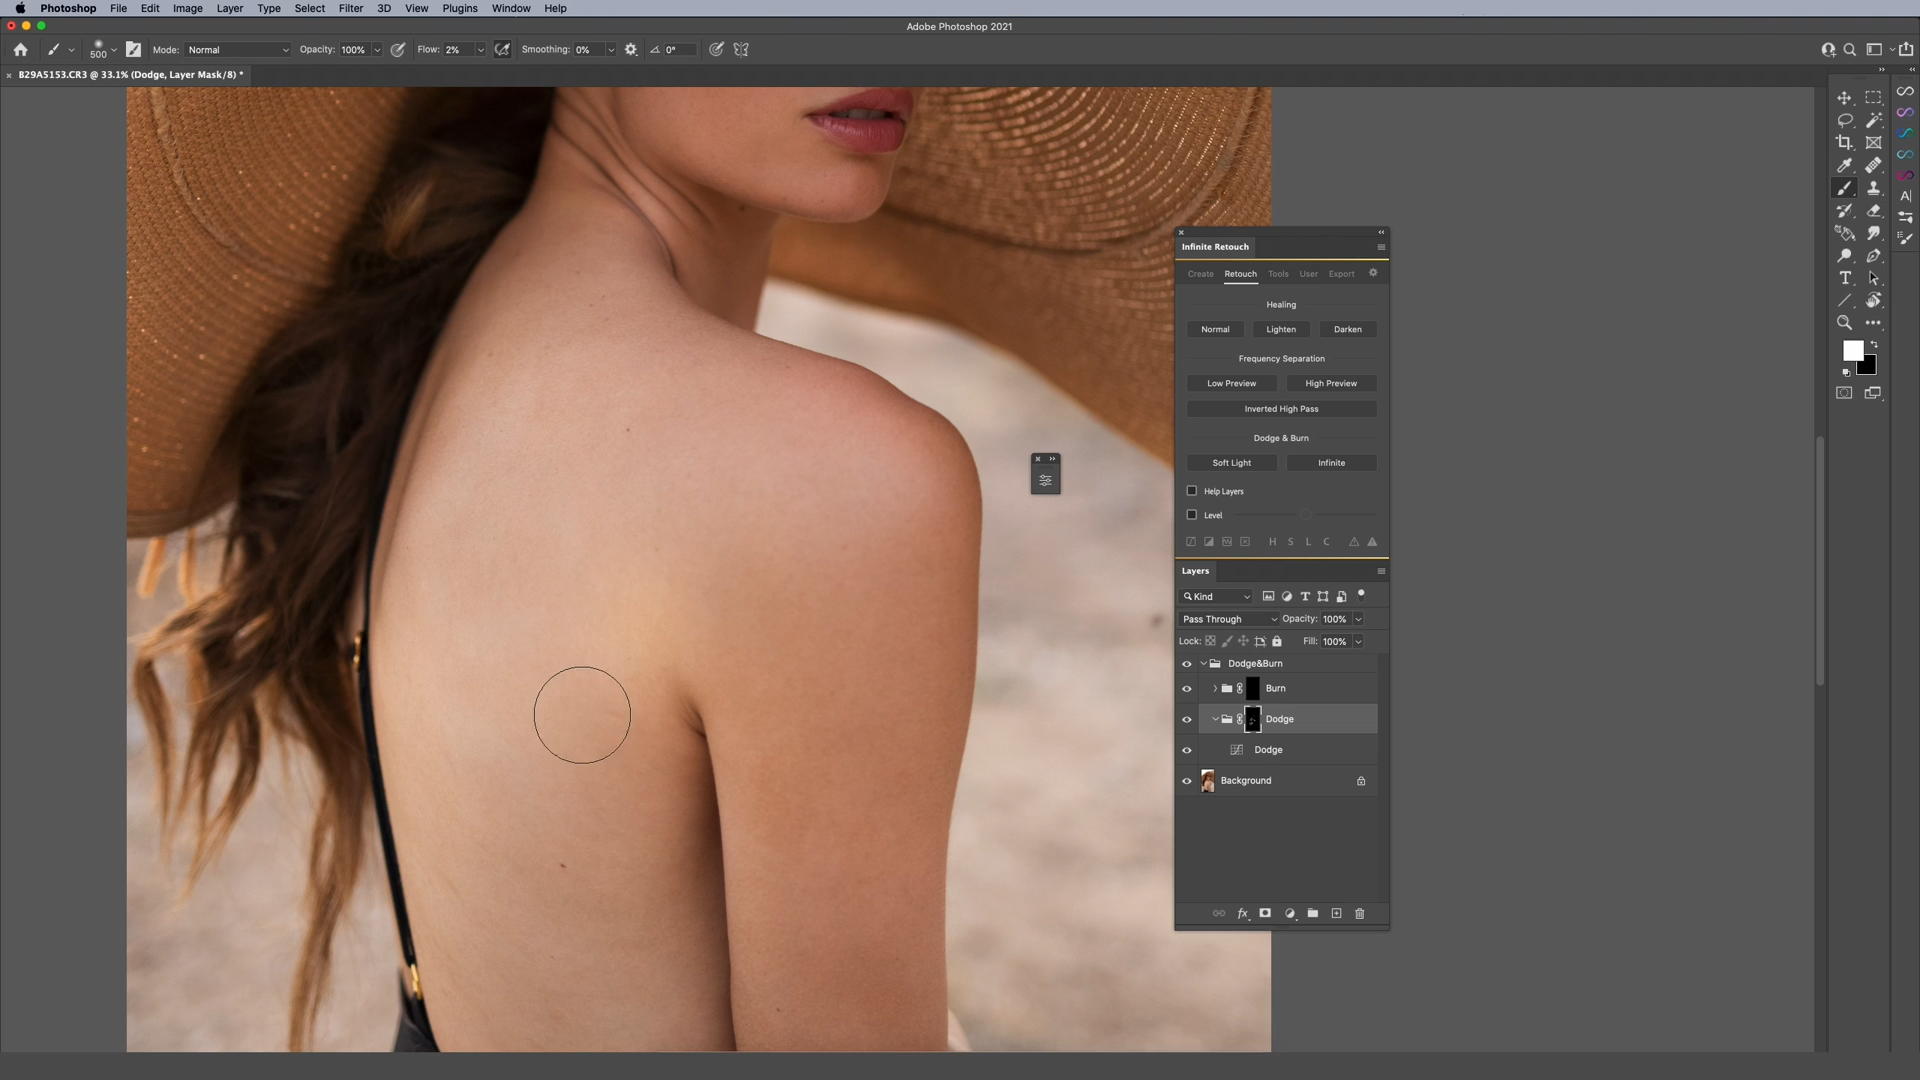 Photoshop File Edit Image Layer Type Select Filter 3D View Plugins Window Help
Adobe Photoshop 2021
500 Mode: Normal Opacity: 100% Flow: 2% Smoothing: 0% 0°
B29A5153.CR3 @ 33.1% (Dodge, Layer Mask/8) *
Infinite Retouch
Create Retouch Tools User Export
Healing
Normal Lighten Darken
Frequency Separation
Low Preview High Preview
Inverted High Pass
Dodge & Burn
Soft Light Infinite
Help Layers
Level
H S L C
Layers
Kind
Pass Through Opacity: 100%
Lock: Fill: 100%
Dodge&Burn
Burn
Dodge
Dodge
Background
fx